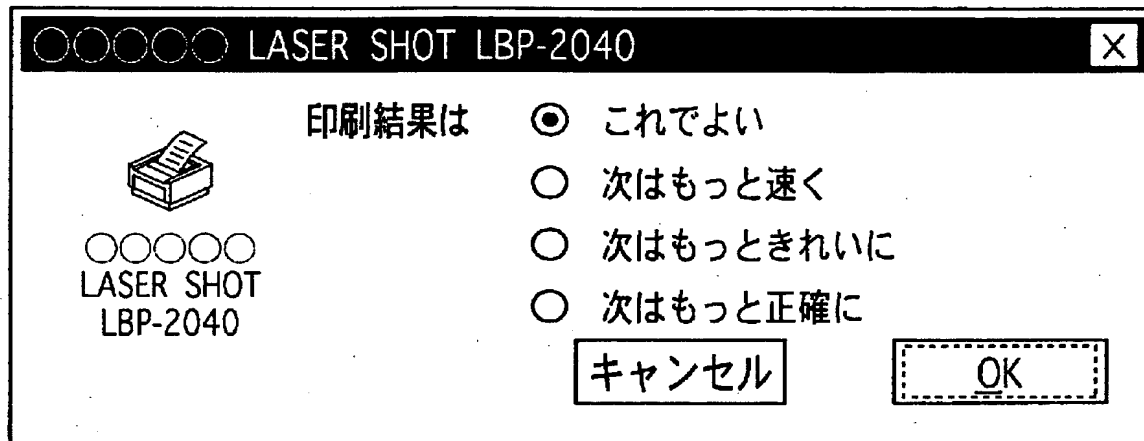 ○○○○○ LASER SHOT LBP-2040
印刷結果は
これでよい
次はもっと速く
次はもっときれいに
次はもっと正確に
○○○○○
LASER SHOT
LBP-2040
キャンセル
OK